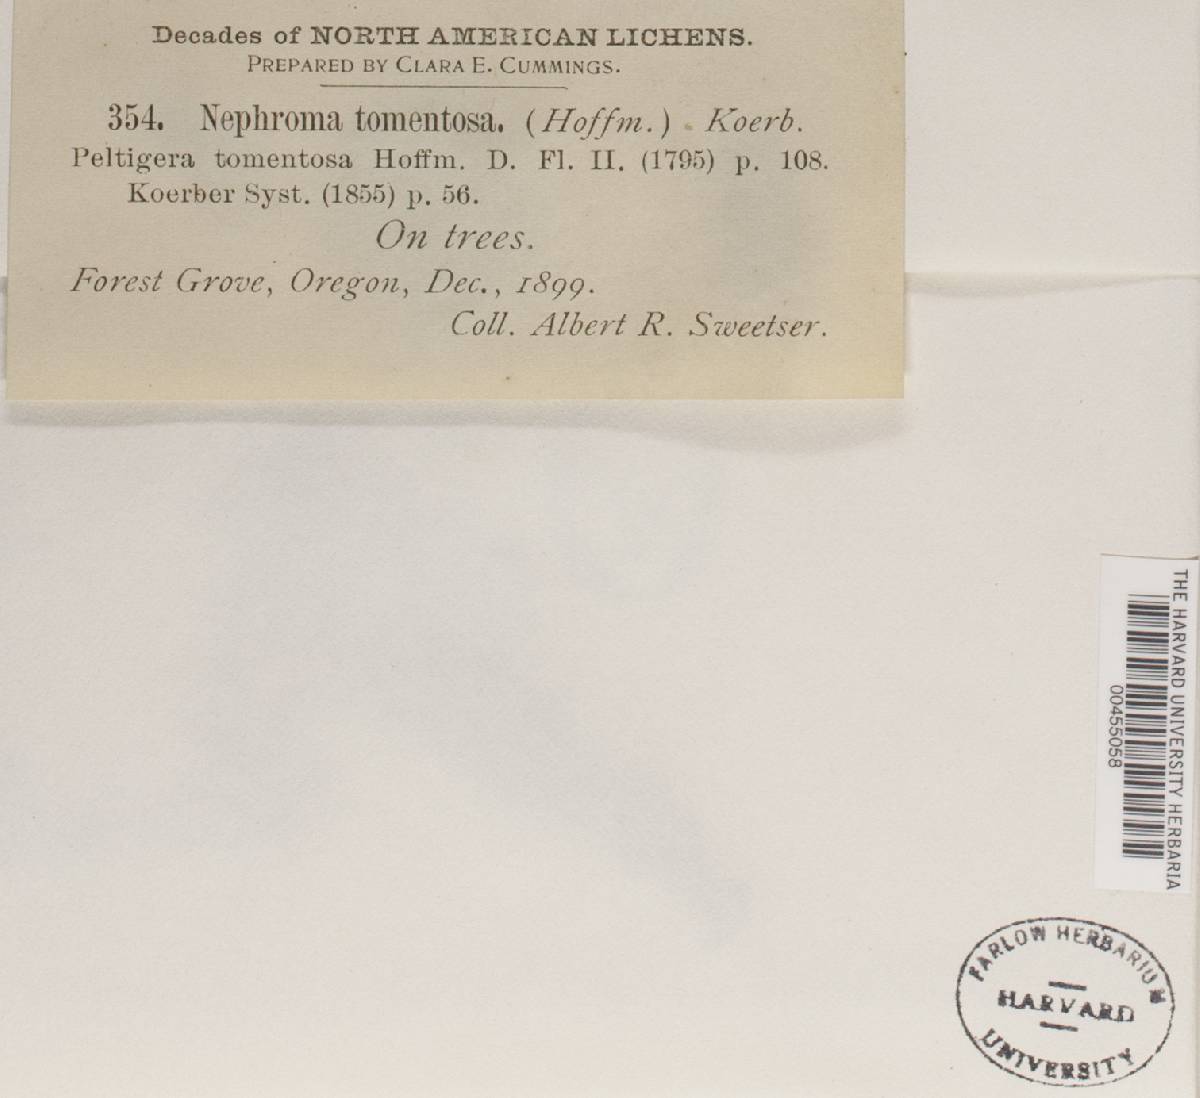 Decades of NORTH AMERICAN LICHENS.
PREPARED BY CLARA E. CUMMINGS.
354. Nephroma tomentosa. (Hoffm.) Koerb.
Peltigera tomentosa Hoffm. D. Fl. II. (1795) p. 108.
Koerber Syst. (1855) p. 56.
On trees.
Forest Grove, Oregon, Dec., 1899.
Coll. Albert R. Sweetser.
THE HARVARD UNIVERSITY HERBARIA
00455058
FARLOW HERBARIUM
HARVARD
UNIVERSITY